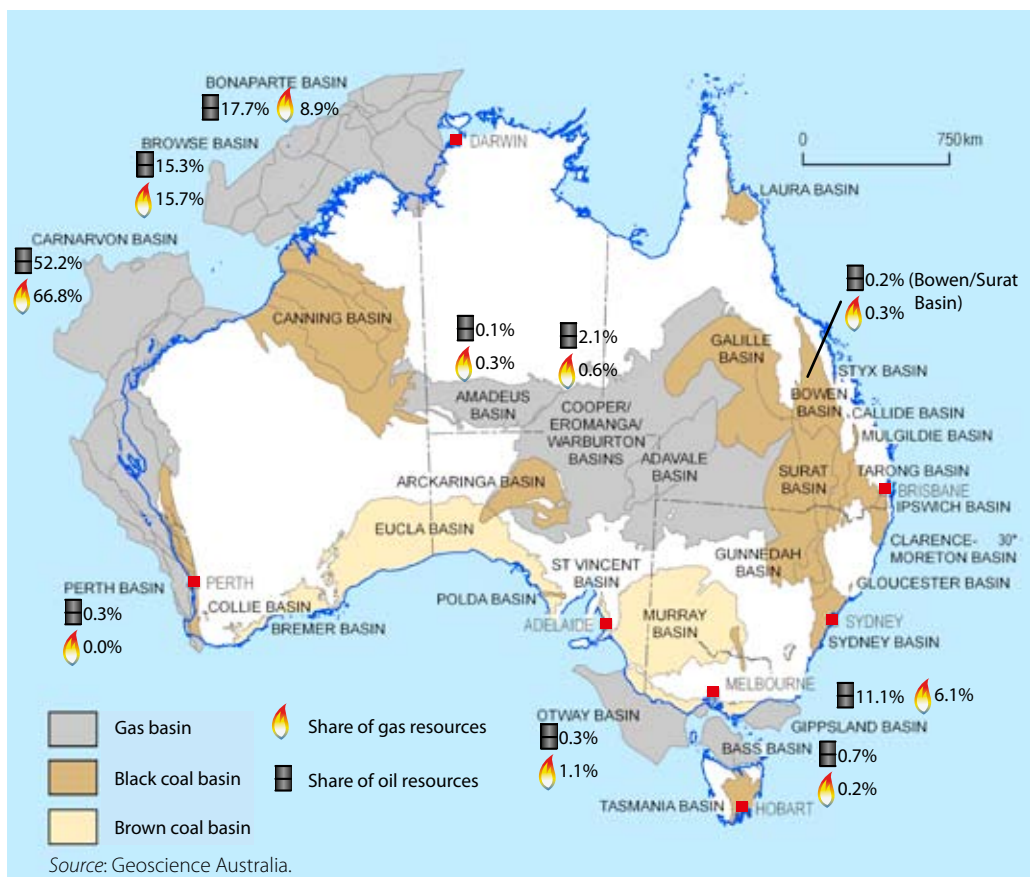 BONAPARTE BASIN
17.7% 8.9%
BROWSE BASIN
15.3%
15.7%
DARWIN
0 750 km
LAURA BASIN
CARNARVON BASIN
52.2%
66.8%
CANNING BASIN
0.1%
0.3%
2.1%
0.6%
0.2% (Bowen/Surat
Basin)
0.3%
GALILLE
BASIN
STYX BASIN
BOWEN
BASIN
CALLIDE BASIN
MULGILDIE BASIN
AMADEUS
BASIN
COOPER/
EROMANGA/
WARBURTON
BASINS
ADAVALE
BASIN
SURAT
BASIN
TARONG BASIN
BRISBANE
IPSWICH BASIN
ARCKARINGA BASIN
EUCLA BASIN
CLARENCE-
MORETON BASIN
30°
GUNNEDAH
BASIN
GLOUCESTER BASIN
ST VINCENT
BASIN
PERTH BASIN
0.3%
0.0%
PERTH
COLLIE BASIN
BREMER BASIN
POLDA BASIN
ADELAIDE
MURRAY
BASIN
SYDNEY
SYDNEY BASIN
MELBOURNE
11.1% 6.1%
GIPPSLAND BASIN
OTWAY BASIN
0.3%
1.1%
BASS BASIN
0.7%
0.2%
TASMANIA BASIN
HOBART
Gas basin
Black coal basin
Brown coal basin
Share of gas resources
Share of oil resources
Source: Geoscience Australia.